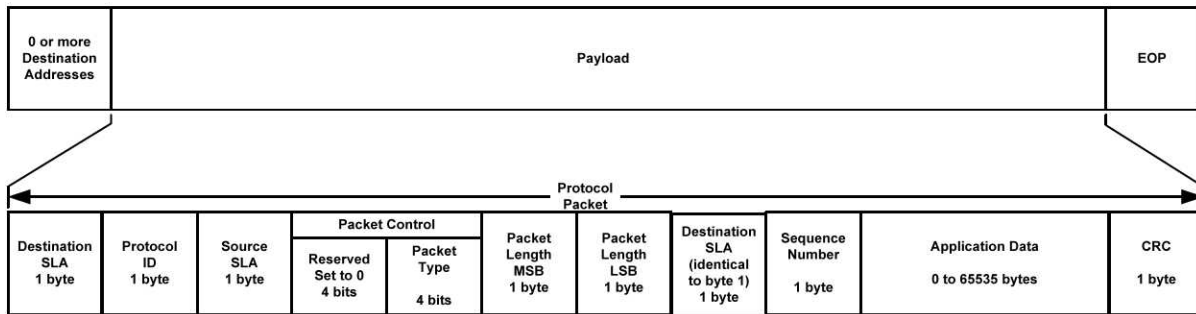 0 or more
Destination
Addresses
Payload
EOP
Protocol
Packet
Destination
SLA
1 byte
Protocol
ID
1 byte
Source
SLA
1 byte
Packet Control
Reserved
Set to 0
4 bits
Packet
Type
4 bits
Packet
Length
MSB
1 byte
Packet
Length
LSB
1 byte
Destination
SLA
(identical
to byte 1)
1 byte
Sequence
Number
1 byte
Application Data
0 to 65535 bytes
CRC
1 byte